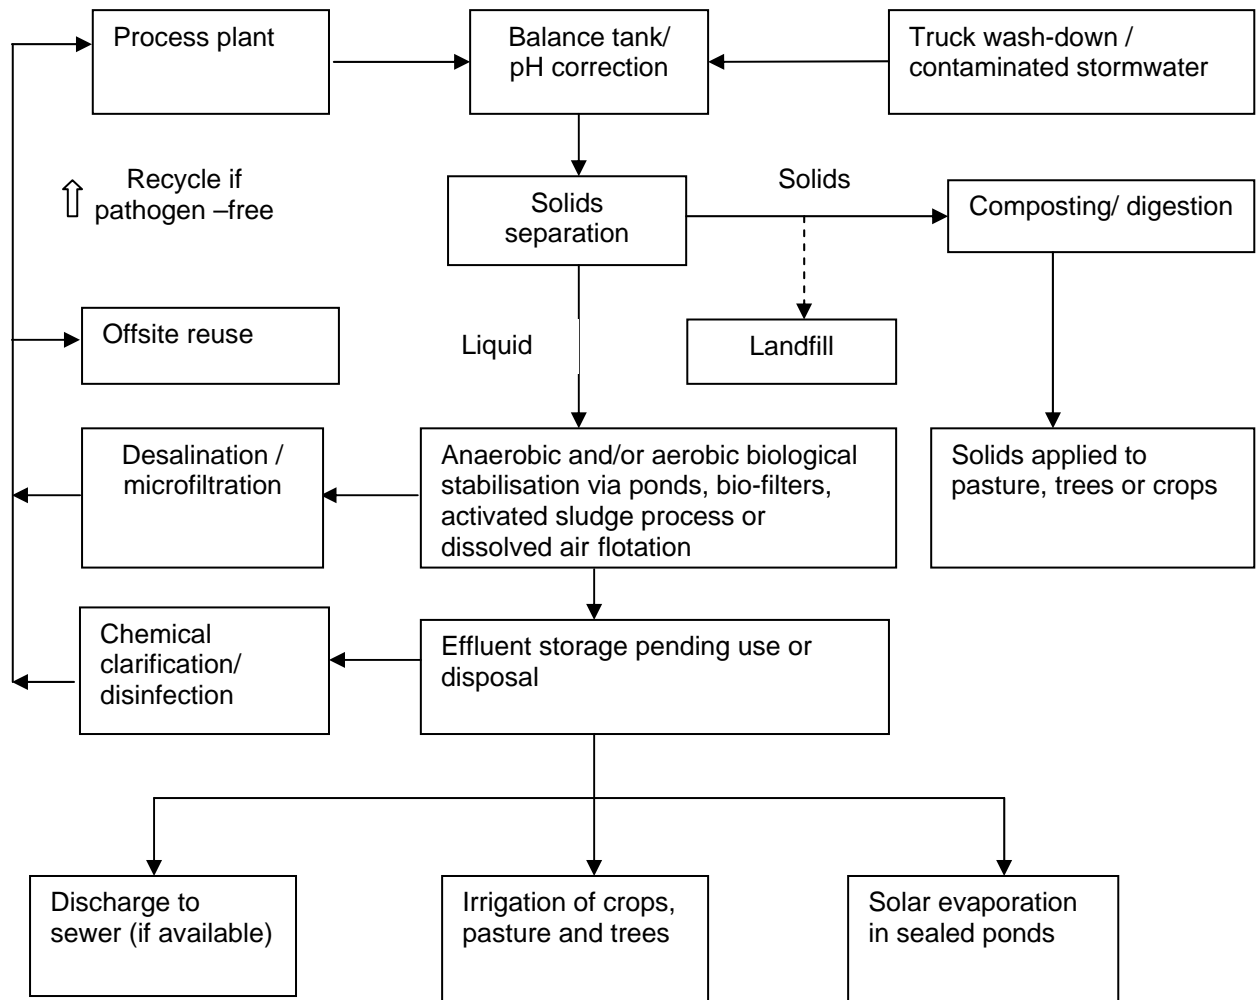 Process plant
Balance tank/
pH correction
Truck wash-down /
contaminated stormwater
Recycle if
pathogen –free
Solids
separation
Solids
Composting/ digestion
Offsite reuse
Liquid
Landfill
Desalination /
microfiltration
Anaerobic and/or aerobic biological
stabilisation via ponds, bio-filters,
activated sludge process or
dissolved air flotation
Solids applied to
pasture, trees or crops
Chemical
clarification/
disinfection
Effluent storage pending use or
disposal
Discharge to
sewer (if available)
Irrigation of crops,
pasture and trees
Solar evaporation
in sealed ponds